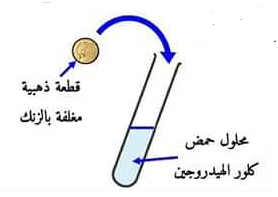 قطعة ذهبية
مغلفة بالزنك
محلول حمض
كلور الهيدروجين